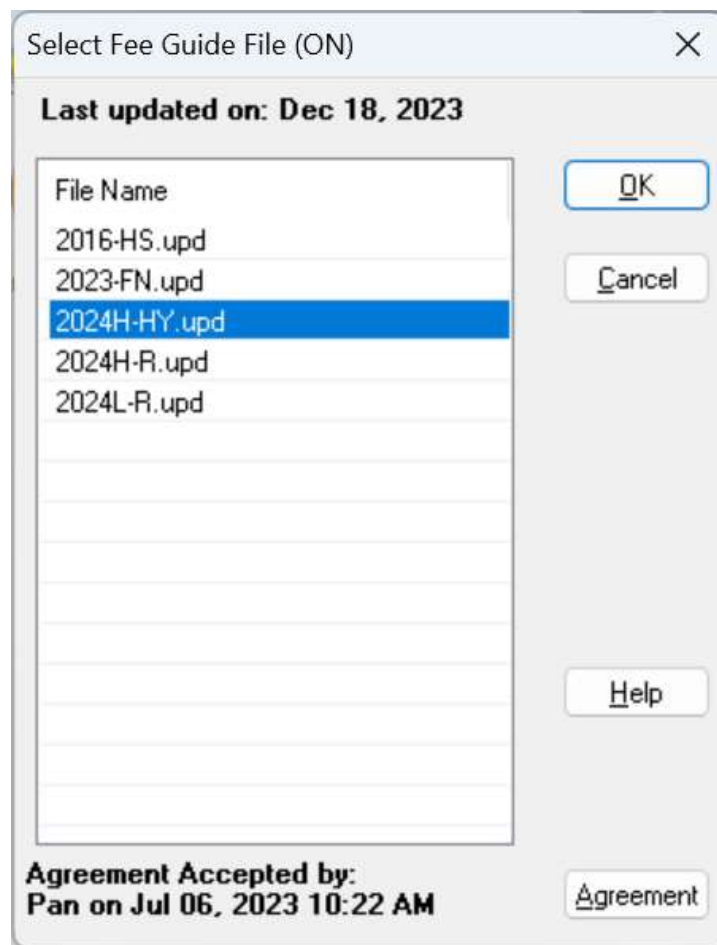 Select Fee Guide File (ON)
Last updated on: Dec 18, 2023
File Name
2016-HS.upd
2023-FN.upd
2024H-HY.upd
2024H-R.upd
2024L-R.upd
OK
Cancel
Help
Agreement Accepted by:
Pan on Jul 06, 2023 10:22 AM
Agreement